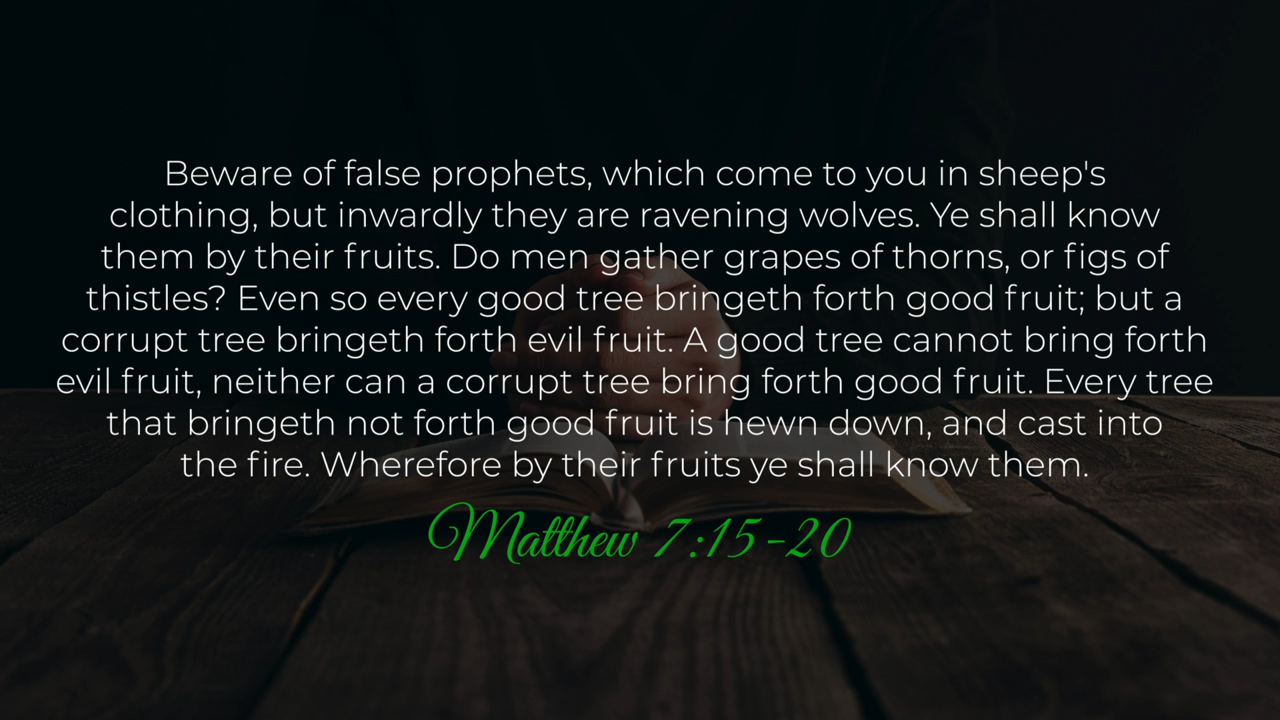 Beware of false prophets, which come to you in sheep's
clothing, but inwardly they are ravening wolves. Ye shall know
them by their fruits. Do men gather grapes of thorns, or figs of
thistles? Even so every good tree bringeth forth good fruit; but a
corrupt tree bringeth forth evil fruit. A good tree cannot bring forth
evil fruit, neither can a corrupt tree bring forth good fruit. Every tree
that bringeth not forth good fruit is hewn down, and cast into
the fire. Wherefore by their fruits ye shall know them.
Matthew 7:15-20